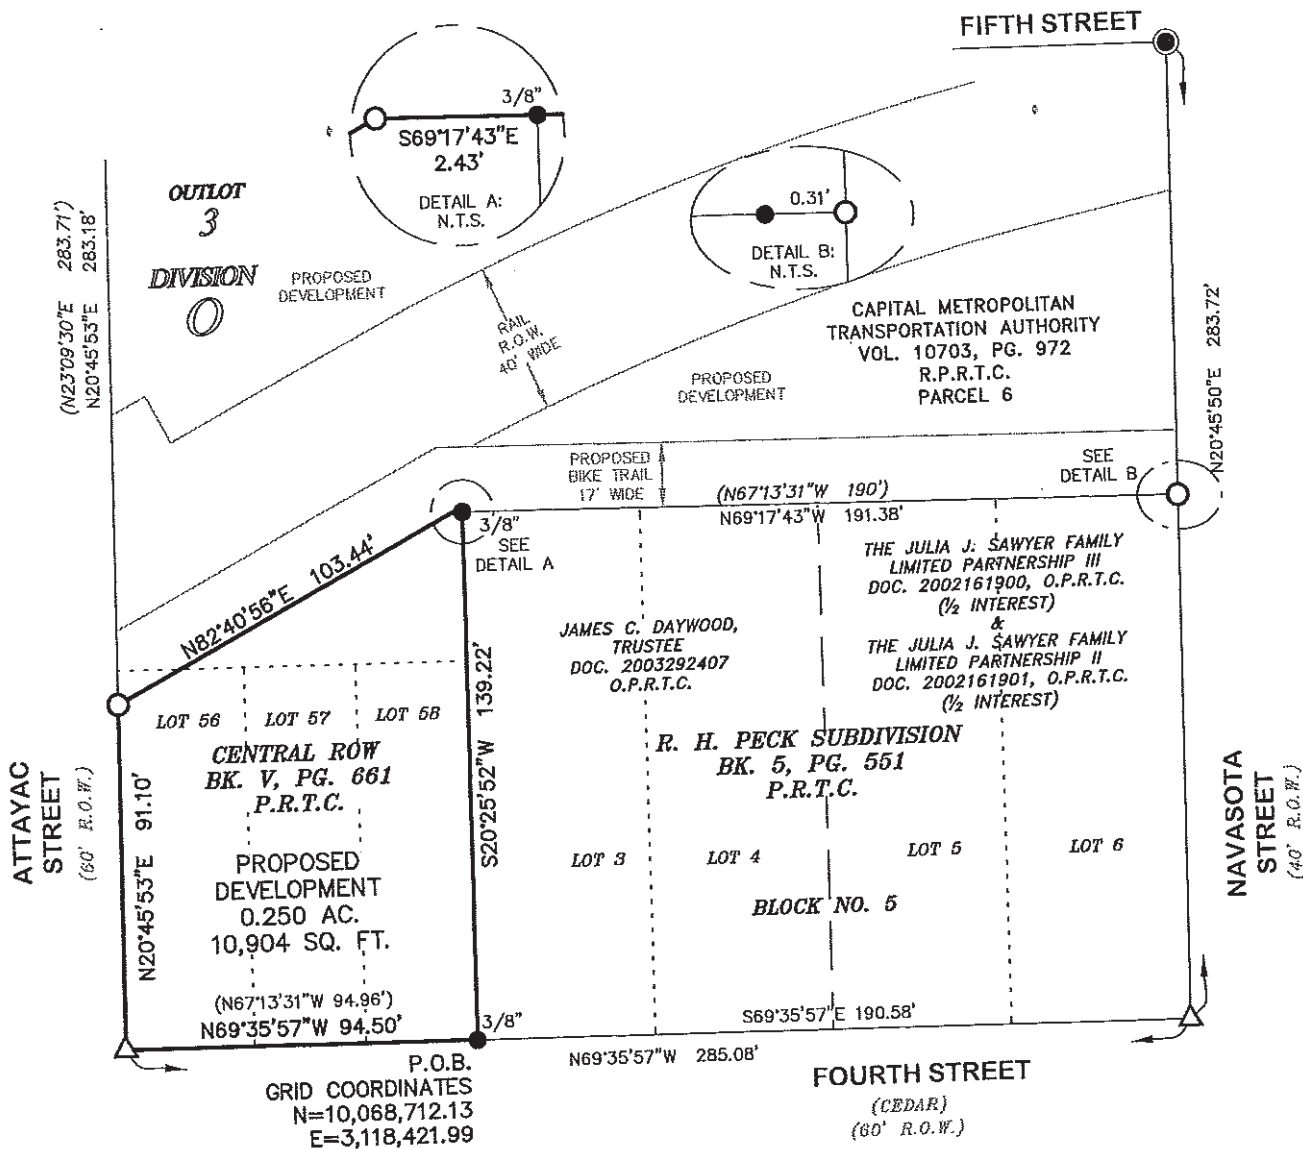 FIFTH STREET
3/8"
S69°17'43"E
2.43'
DETAIL A:
N.T.S.
OUTLOT
3
DIVISION
O
(N23°09'30"E 283.71')
N20°45'53"E 283.18'
PROPOSED
DEVELOPMENT
0.31'
DETAIL B:
N.T.S.
RAIL
R.O.W.
40' WIDE
CAPITAL METROPOLITAN
TRANSPORTATION AUTHORITY
VOL. 10703, PG. 972
R.P.R.T.C.
PARCEL 6
PROPOSED
DEVELOPMENT
N20°45'50"E 283.72'
PROPOSED
BIKE TRAIL
17' WIDE
SEE
DETAIL B
(N67°13'31"W 190')
N69°17'43"W 191.38'
3/8"
SEE
DETAIL A
N82°40'56"E 103.44'
JAMES C. DAYWOOD,
TRUSTEE
DOC. 2003292407
O.P.R.T.C.
THE JULIA J. SAWYER FAMILY
LIMITED PARTNERSHIP III
DOC. 2002161900, O.P.R.T.C.
(½ INTEREST)
&
THE JULIA J. SAWYER FAMILY
LIMITED PARTNERSHIP II
DOC. 2002161901, O.P.R.T.C.
(½ INTEREST)
LOT 56
LOT 57
LOT 58
CENTRAL ROW
BK. V, PG. 661
P.R.T.C.
S20°25'52"W 139.22'
R. H. PECK SUBDIVISION
BK. 5, PG. 551
P.R.T.C.
ATTAYAC
STREET
(60' R.O.W.)
N20°45'53"E 91.10'
PROPOSED
DEVELOPMENT
0.250 AC.
10,904 SQ. FT.
LOT 3
LOT 4
LOT 5
LOT 6
BLOCK NO. 5
NAVASOTA
STREET
(40' R.O.W.)
(N67°13'31"W 94.96')
N69°35'57"W 94.50'
3/8"
S69°35'57"E 190.58'
N69°35'57"W 285.08'
P.O.B.
GRID COORDINATES
N=10,068,712.13
E=3,118,421.99
FOURTH STREET
(CEDAR)
(60' R.O.W.)